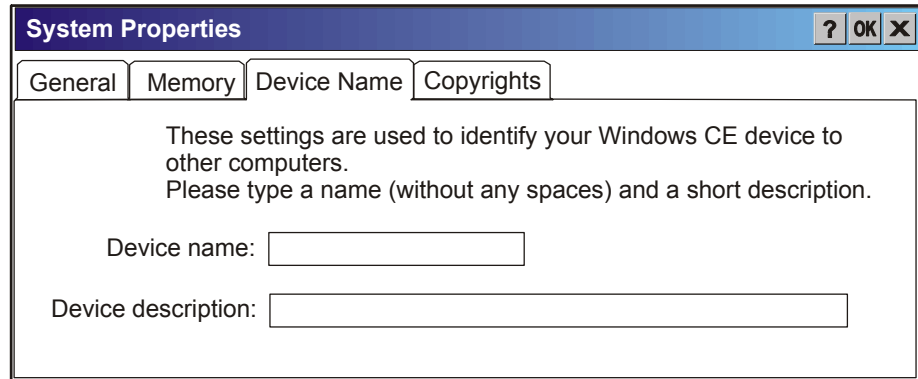 System Properties ? OK X
General Memory Device Name Copyrights
These settings are used to identify your Windows CE device to
other computers.
Please type a name (without any spaces) and a short description.
Device name:
Device description: